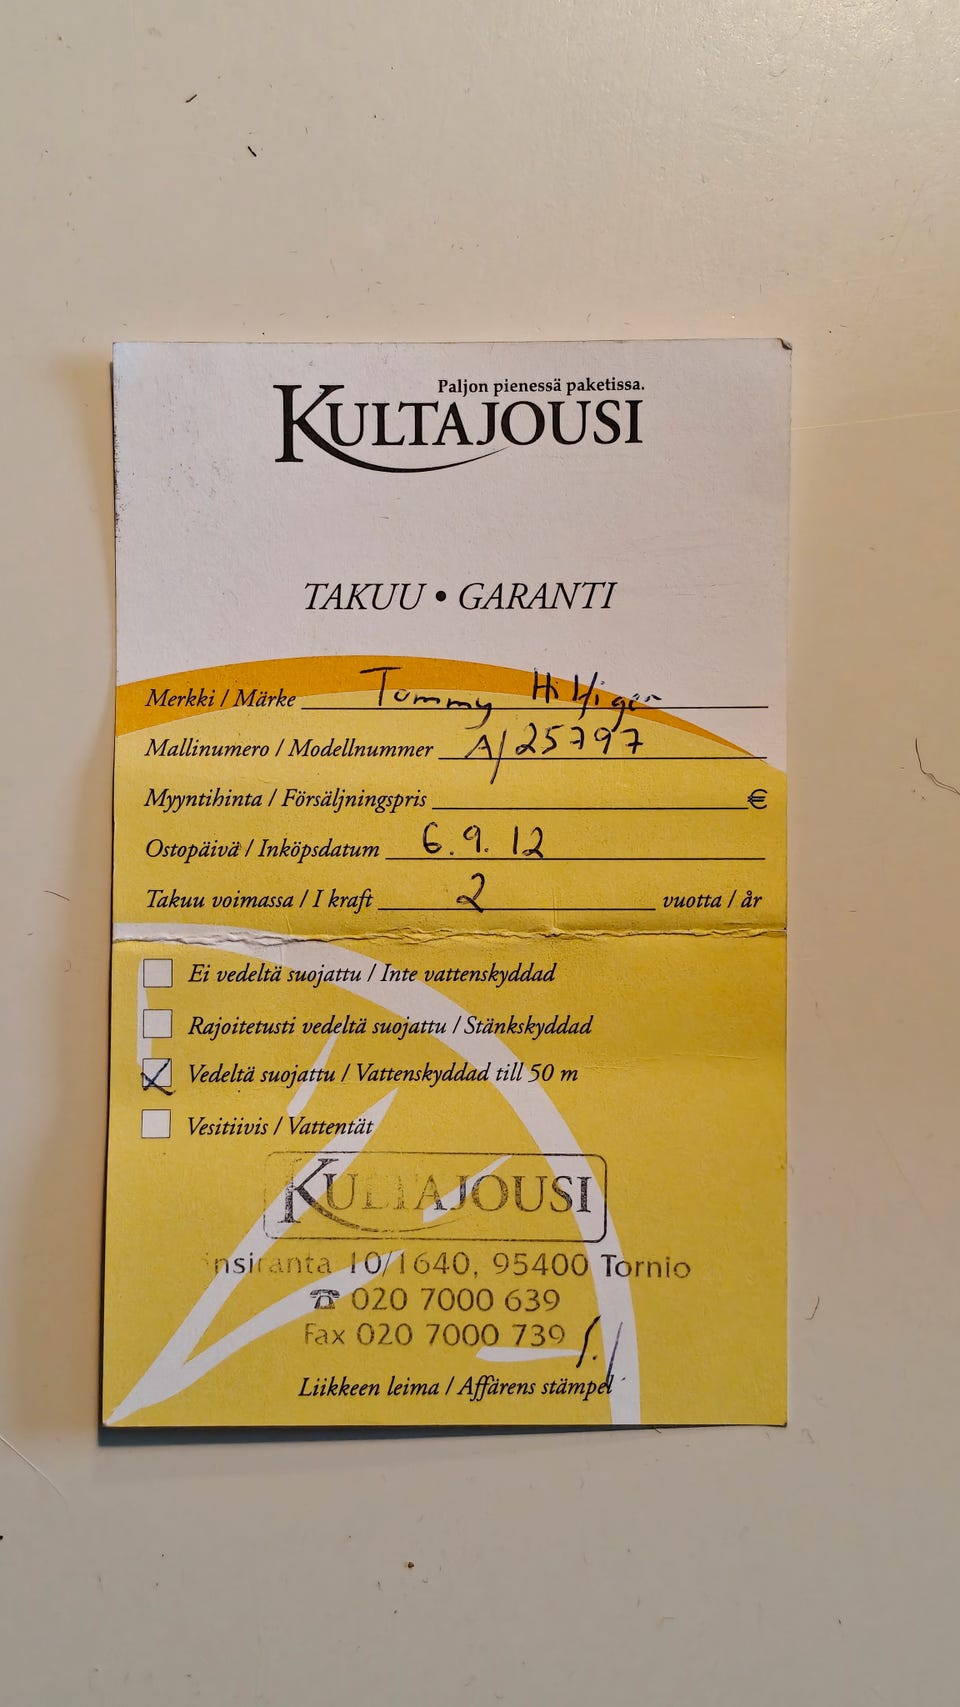 Paljon pienessä paketissa.
KULTAJOUSI
TAKUU • GARANTI
Merkki / Märke Tommy Hilfiger
Mallinumero / Modellnummer A/25797
Myyntihinta / Försäljningspris €
Ostopäivä / Inköpsdatum 6.9.12
Takuu voimassa / I kraft 2 vuotta / år
Ei vedeltä suojattu / Inte vattenskyddad
Rajoitetusti vedeltä suojattu / Stänkskyddad
Vedeltä suojattu / Vattenskyddad till 50 m
Vesitiivis / Vattentät
KULTAJOUSI
nsiranta 10/1640, 95400 Tornio
☎ 020 7000 639
Fax 020 7000 739
Liikkeen leima / Affärens stämpel